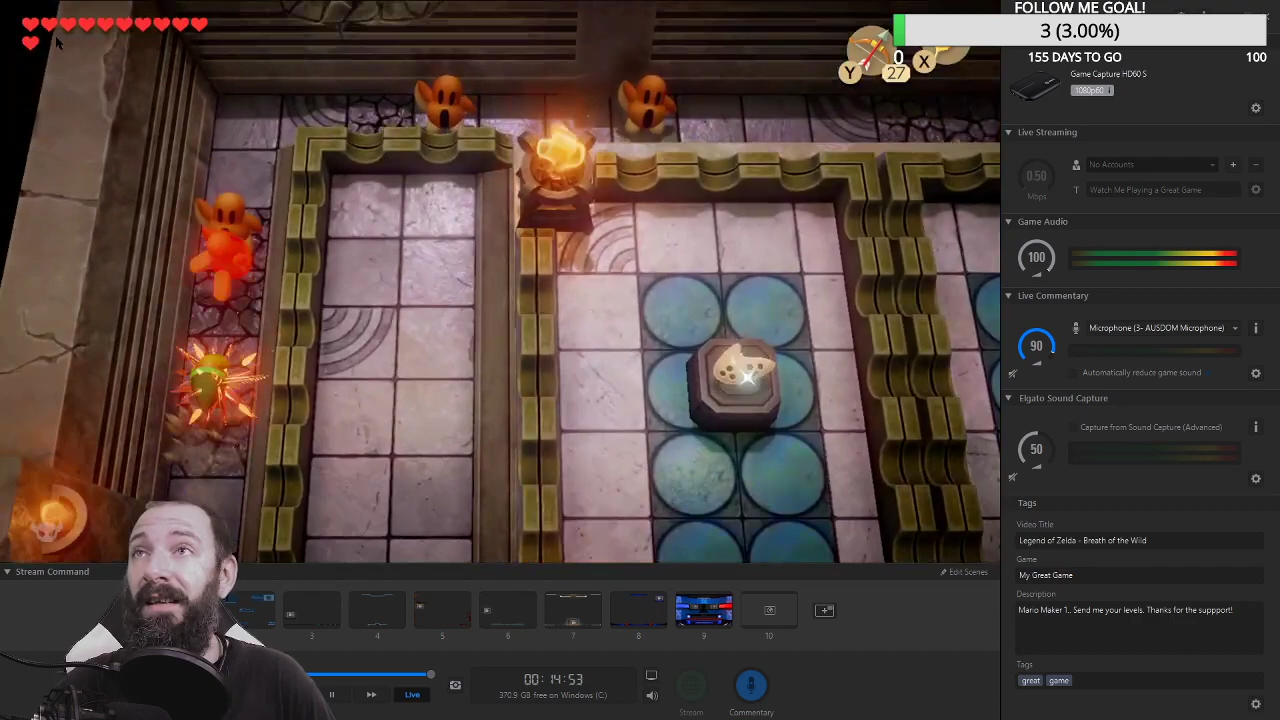 FOLLOW ME GOAL!
3 (3.00%)
0
155 DAYS TO GO
100
Y
27
X
Game Capture HD60 S
1080p60
Live Streaming
0.50
Mbps
No Accounts
T
Watch Me Playing a Great Game
Game Audio
100
Live Commentary
90
Microphone (3- AUSDOM Microphone)
Automatically reduce game sound
Elgato Sound Capture
50
Capture from Sound Capture (Advanced)
Tags
Video Title
Legend of Zelda - Breath of the Wild
Game
My Great Game
Description
Mario Maker 1.. Send me your levels. Thanks for the suppport!
Tags
great game
Stream Command
Edit Scenes
3 4 5 6 7 8 9 10
Live
00:14:53
370.9 GB free on Windows (C:)
Stream
Commentary